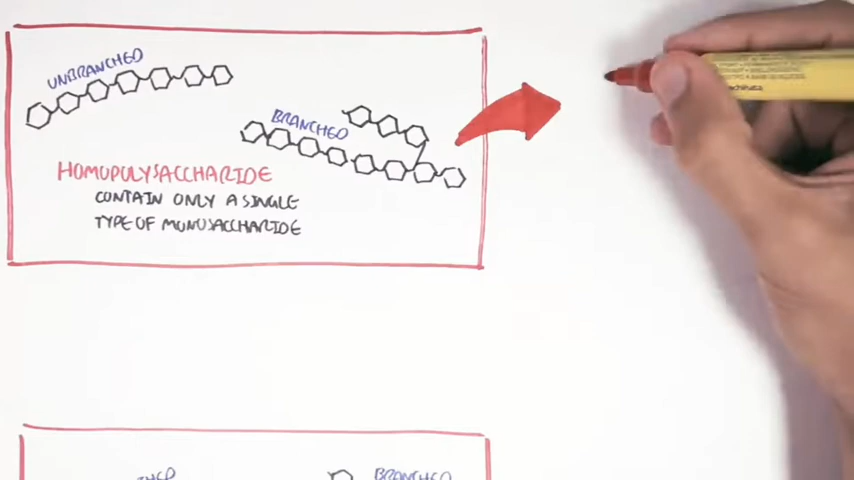 UNBRANCHED
BRANCHED
HOMOPOLYSACCHARIDE
CONTAIN ONLY A SINGLE
TYPE OF MONOSACCHARIDE
BRANCHED